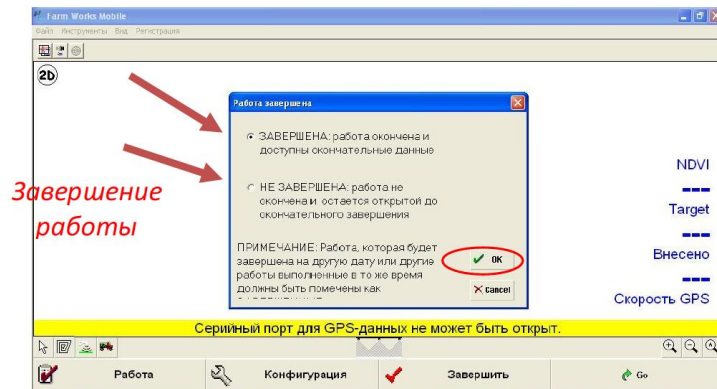 Farm Works Mobile
Файл Инструменты Вид Регистрация
2D
Работа завершена
ЗАВЕРШЕНА: работа окончена и
доступны окончательные данные
НЕ ЗАВЕРШЕНА: работа не
окончена и остается открытой до
окончательного завершения
ПРИМЕЧАНИЕ: Работа, которая будет
завершена на другую дату или другие
работы выполненные в то же время
должны быть помечены как
OK
Cancel
Завершение
работы
NDVI
---
Target
---
Внесено
---
Скорость GPS
Серийный порт для GPS-данных не может быть открыт.
Работа
Конфигурация
Завершить
Go